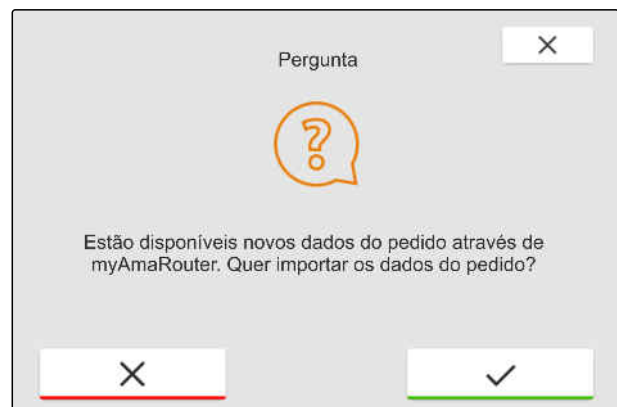 Pergunta
Estão disponíveis novos dados do pedido através de
myAmaRouter. Quer importar os dados do pedido?